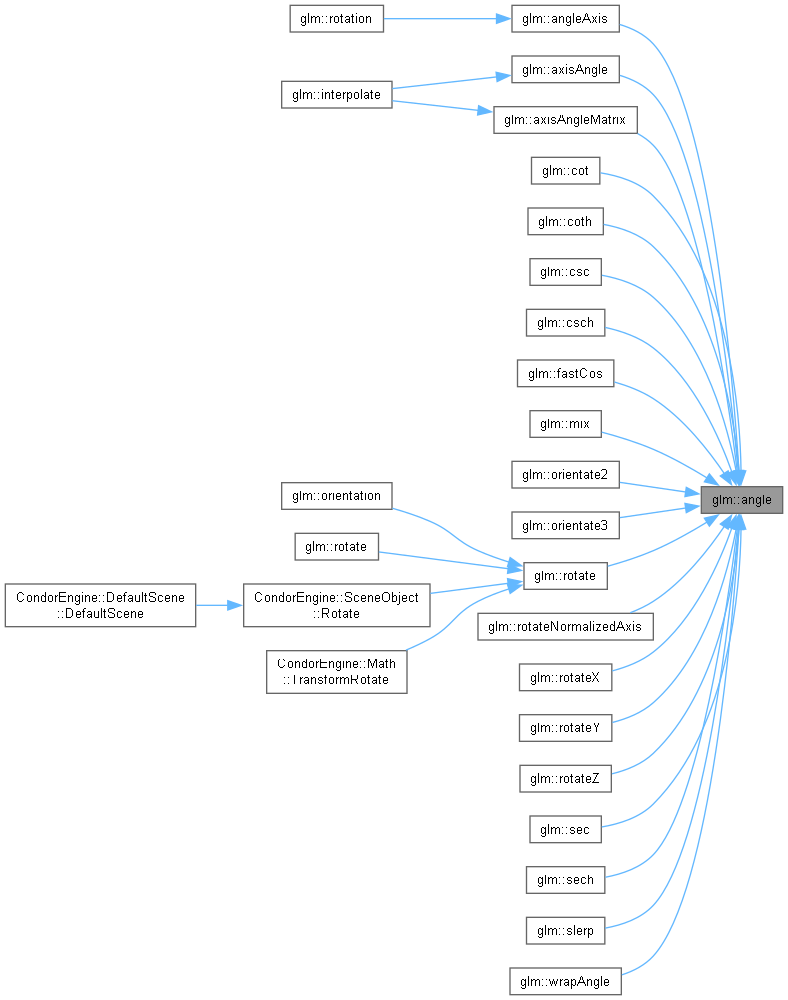 glm::rotation
glm::angleAxis
glm::axisAngle
glm::interpolate
glm::axisAngleMatrix
glm::cot
glm::coth
glm::csc
glm::csch
glm::fastCos
glm::mix
glm::orientate2
glm::angle
glm::orientation
glm::orientate3
glm::rotate
glm::rotate
CondorEngine::DefaultScene
::DefaultScene
CondorEngine::SceneObject
::Rotate
glm::rotateNormalizedAxis
CondorEngine::Math
::TransformRotate
glm::rotateX
glm::rotateY
glm::rotateZ
glm::sec
glm::sech
glm::slerp
glm::wrapAngle